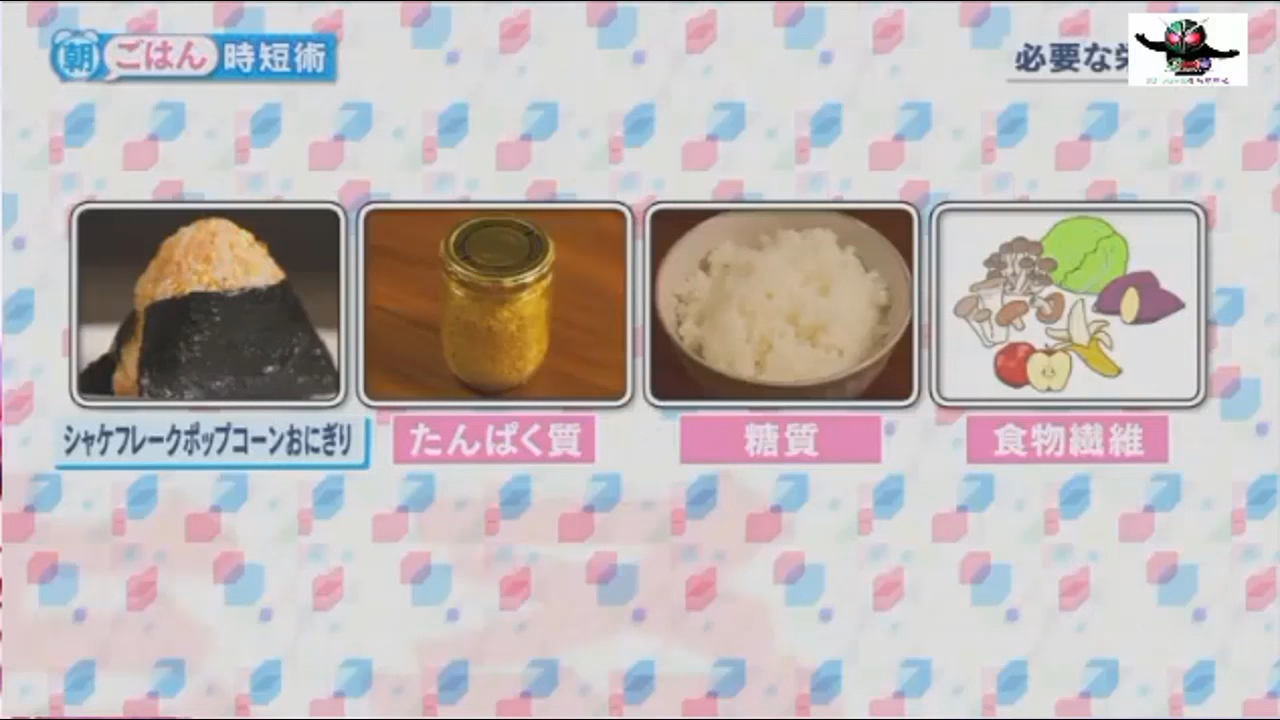 朝ごはん時短術
必要な
シャケフレークポップコーンおにぎり
たんぱく質
糖質
食物繊維